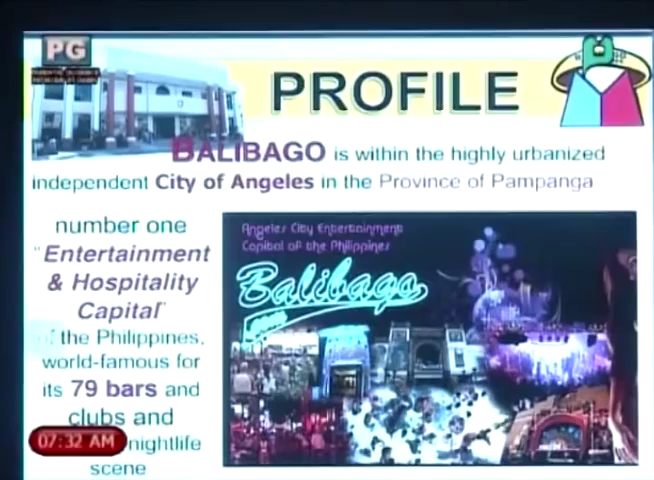 PG
PROFILE
BALIBAGO is within the highly urbanized
independent City of Angeles in the Province of Pampanga
number one
"Entertainment
& Hospitality
Capital"
of the Philippines,
world-famous for
its 79 bars and
clubs and
07:32 AM nightlife
scene
Angeles City Entertainment
Capital of the Philippines
Balibago